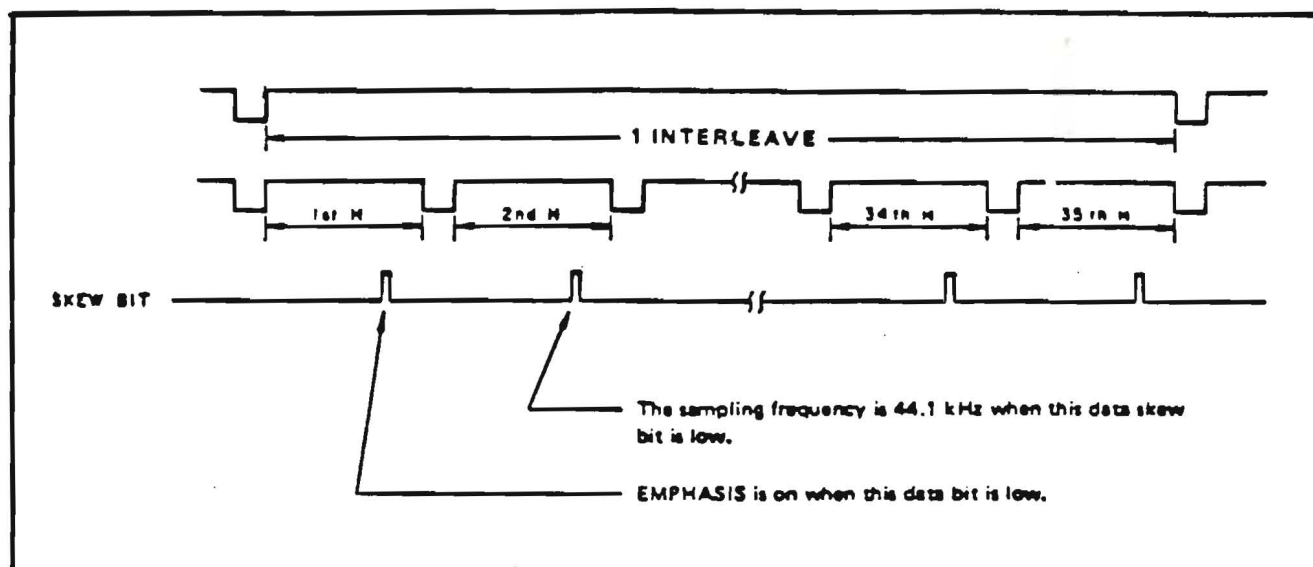 1 INTERLEAVE
1st H
2nd H
34th H
35th H
SKEW BIT
The sampling frequency is 44.1 kHz when this data skew
bit is low.
EMPHASIS is on when this data bit is low.